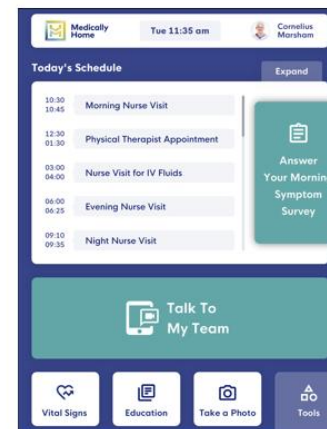 Medically
Home
Tue 11:35 am
Cornelius
Marsham
Today's Schedule
Expand
10:30
10:45
Morning Nurse Visit
12:30
01:30
Physical Therapist Appointment
03:00
04:00
Nurse Visit for IV Fluids
06:00
06:25
Evening Nurse Visit
09:10
09:35
Night Nurse Visit
Answer
Your Mornin
Symptom
Survey
Talk To
My Team
Vital Signs
Education
Take a Photo
Tools